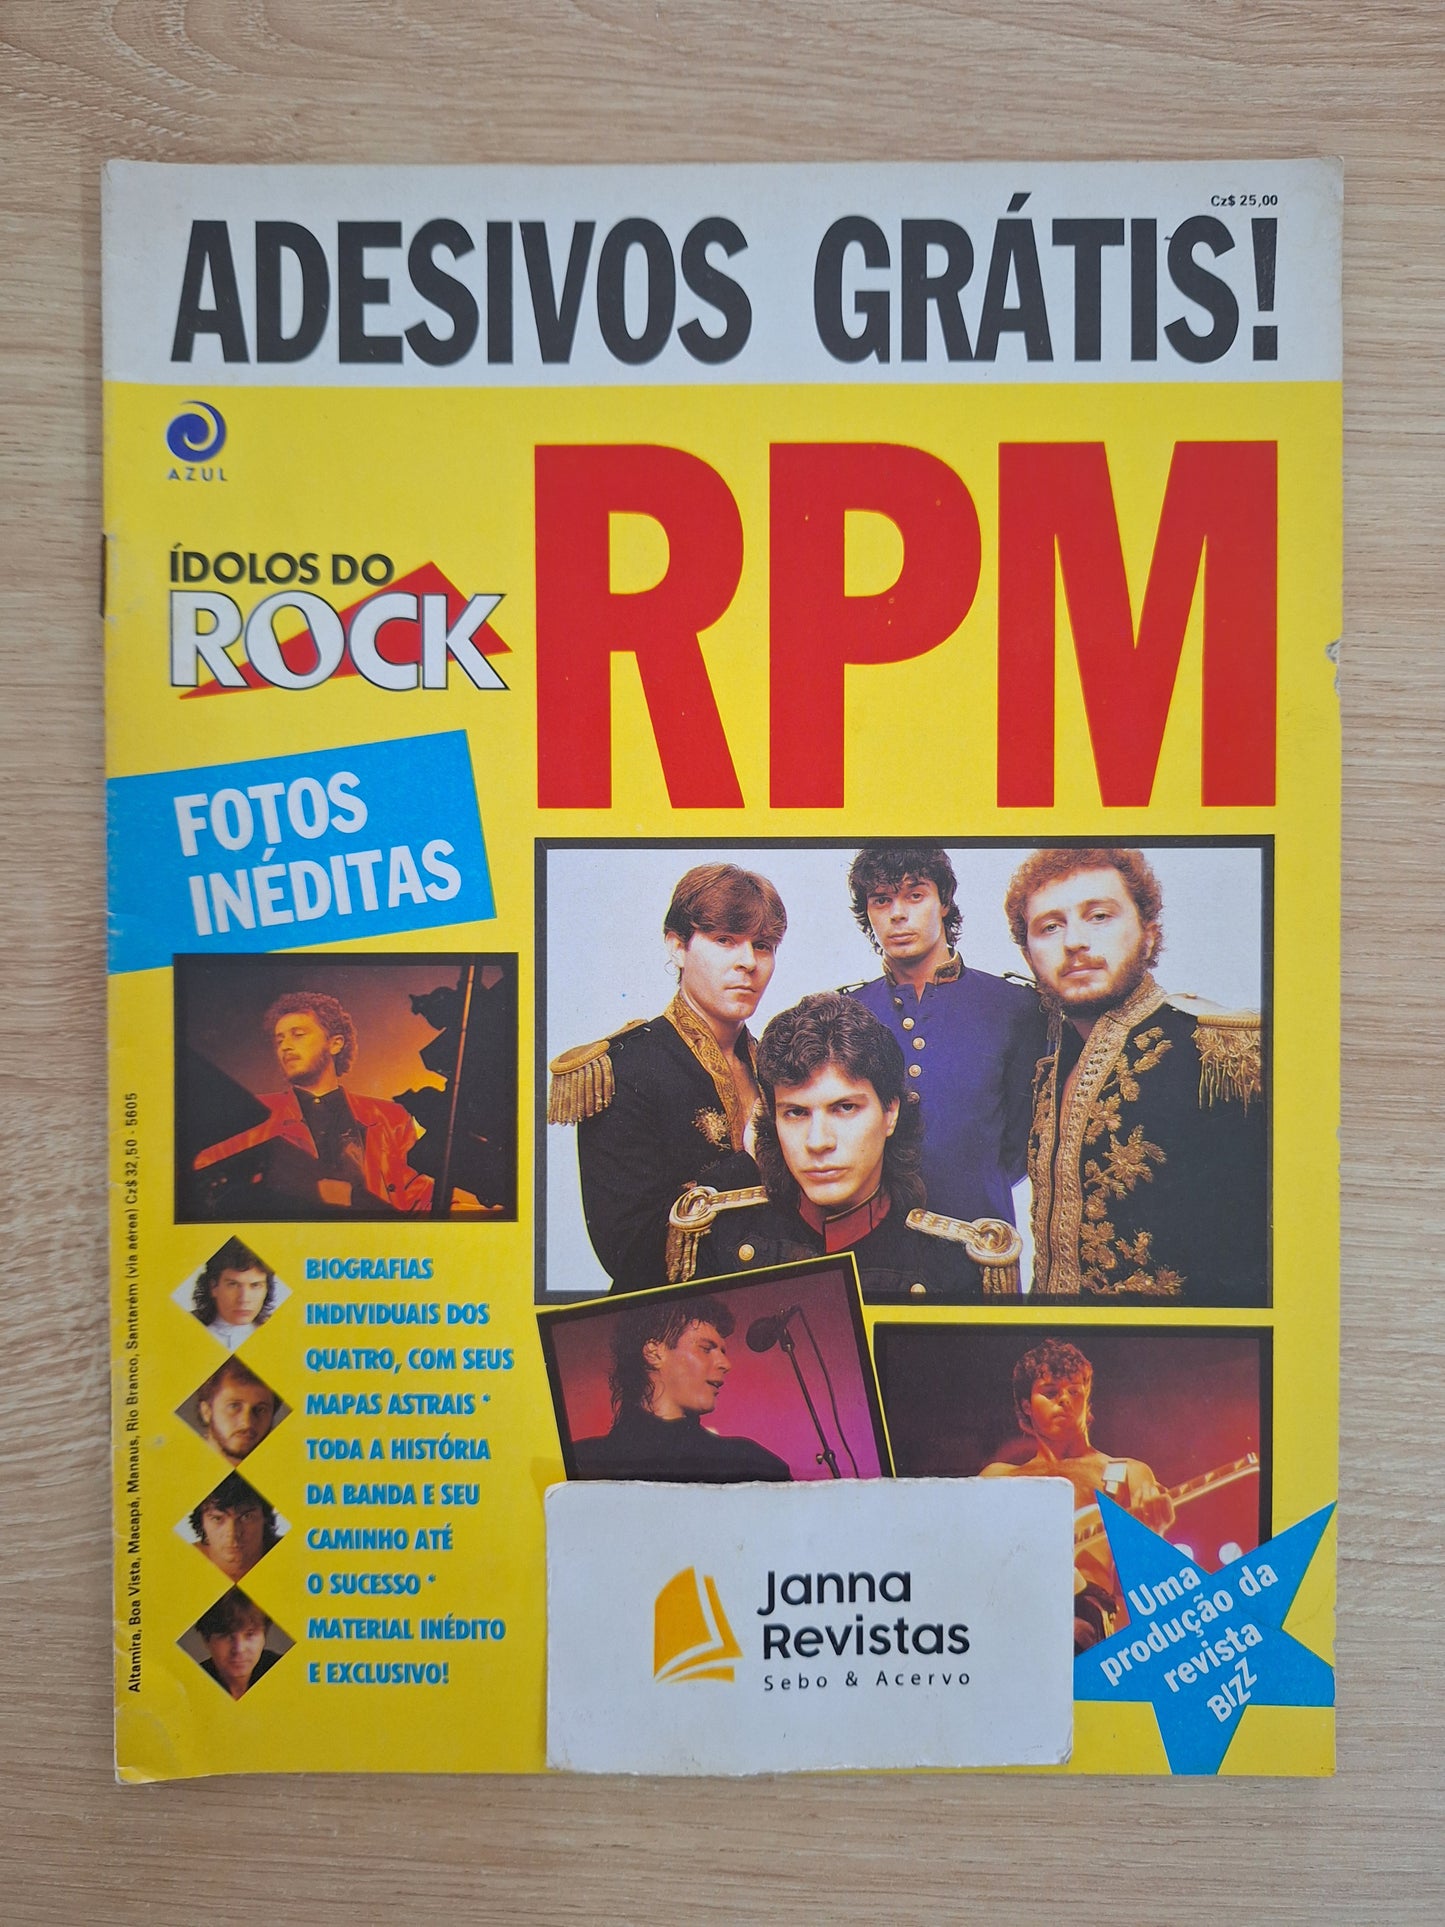 Cz$ 25,00
ADESIVOS GRÁTIS!
AZUL
RPM
ÍDOLOS DO
ROCK
FOTOS
INÉDITAS
BIOGRAFIAS
INDIVIDUAIS DOS
QUATRO, COM SEUS
MAPAS ASTRAIS *
TODA A HISTÓRIA
DA BANDA E SEU
CAMINHO ATÉ
O SUCESSO *
MATERIAL INÉDITO
E EXCLUSIVO!
Altamira, Boa Vista, Macapá, Manaus, Rio Branco, Santarém (via aérea) Cz$ 32,50 - 5605
Janna
Revistas
Sebo & Acervo
Uma
produção da
revista
BIZZ